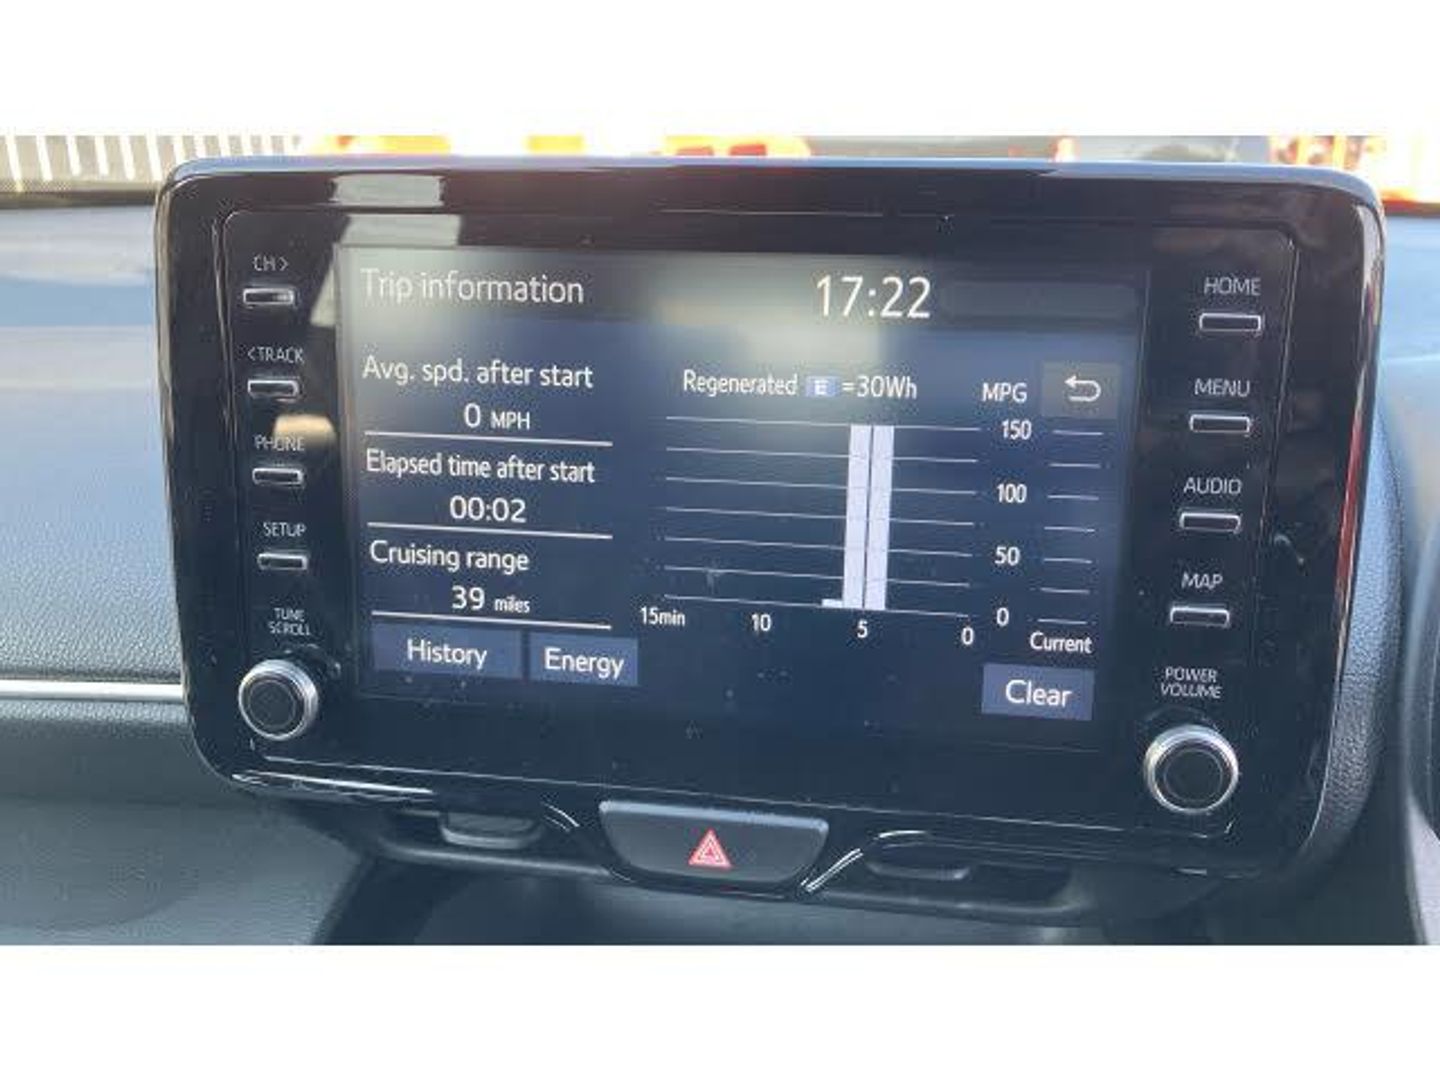 CH >
<TRACK
PHONE
SETUP
TUNE
SCROLL
Trip information
17:22
Avg. spd. after start
0 MPH
Elapsed time after start
00:02
Cruising range
39 miles
History
Energy
Regenerated E =30Wh
MPG
150
100
50
0
15min 10 5 0
Current
Clear
HOME
MENU
AUDIO
MAP
POWER
VOLUME